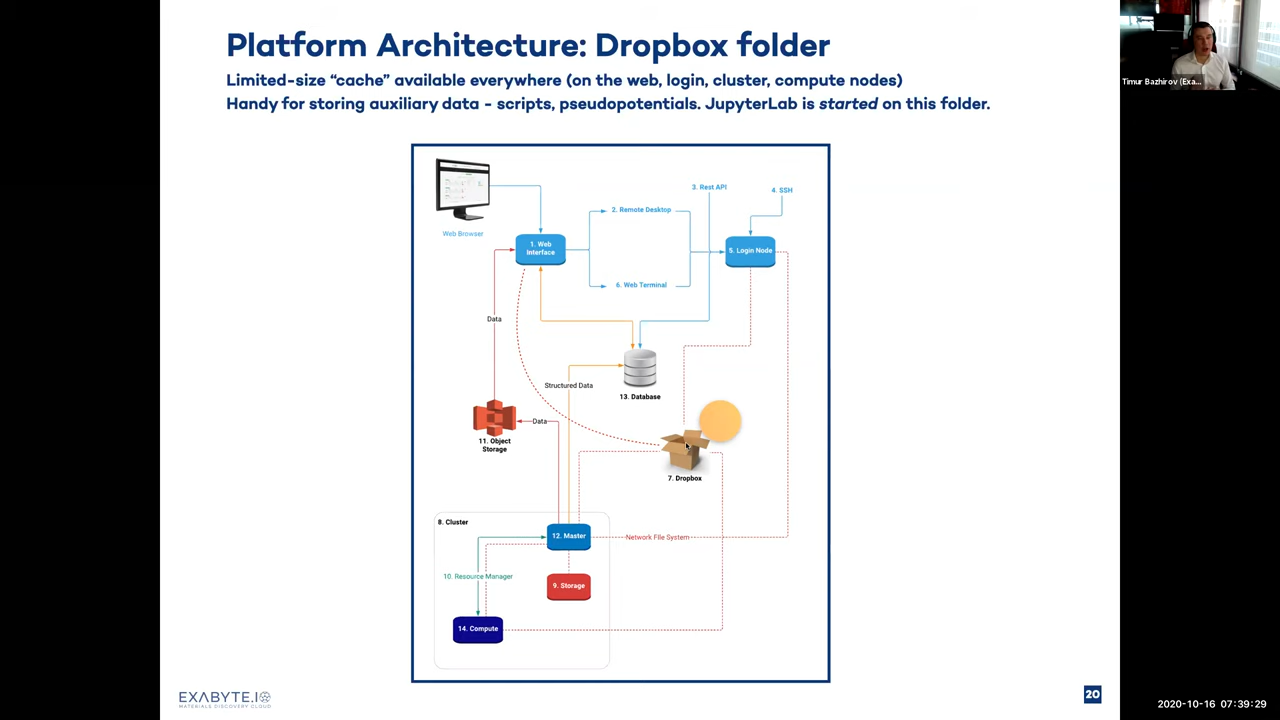 Platform Architecture: Dropbox folder
Limited-size “cache” available everywhere (on the web, login, cluster, compute nodes)
Handy for storing auxiliary data - scripts, pseudopotentials. JupyterLab is started on this folder.
Timur Bazhirov (Exa...
3. Rest API
4. SSH
2. Remote Desktop
Web Browser
1. Web
Interface
5. Login Node
6. Web Terminal
Data
Structured Data
13. Database
Data
11. Object
Storage
7. Dropbox
8. Cluster
12. Master
Network File System
10. Resource Manager
9. Storage
14. Compute
EXABYTE.IO
MATERIALS DISCOVERY CLOUD
20
2020-10-16 07:39:29